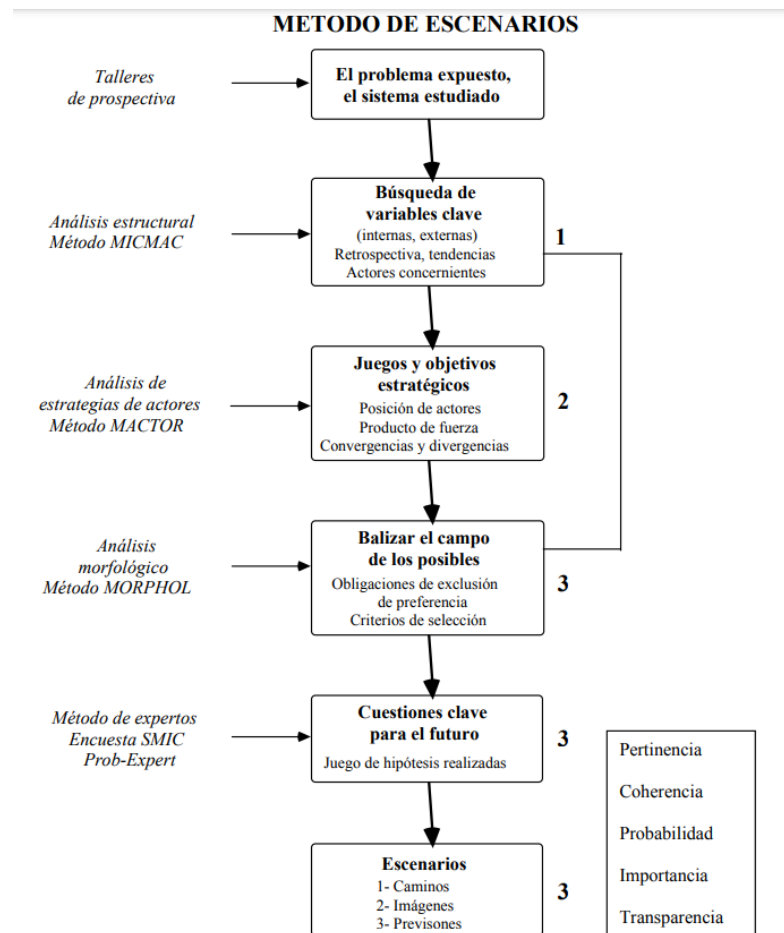 METODO DE ESCENARIOS
Talleres
de prospectiva
El problema expuesto,
el sistema estudiado
Análisis estructural
Método MICMAC
Búsqueda de
variables clave
(internas, externas)
Retrospectiva, tendencias
Actores concernientes
1
Análisis de
estrategias de actores
Método MACTOR
Juegos y objetivos
estratégicos
Posición de actores
Producto de fuerza
Convergencias y divergencias
2
Análisis
morfológico
Método MORPHOL
Balizar el campo
de los posibles
Obligaciones de exclusión
de preferencia
Criterios de selección
3
Método de expertos
Encuesta SMIC
Prob-Expert
Cuestiones clave
para el futuro
Juego de hipótesis realizadas
3
Escenarios
1- Caminos
2- Imágenes
3- Previsones
3
Pertinencia
Coherencia
Probabilidad
Importancia
Transparencia